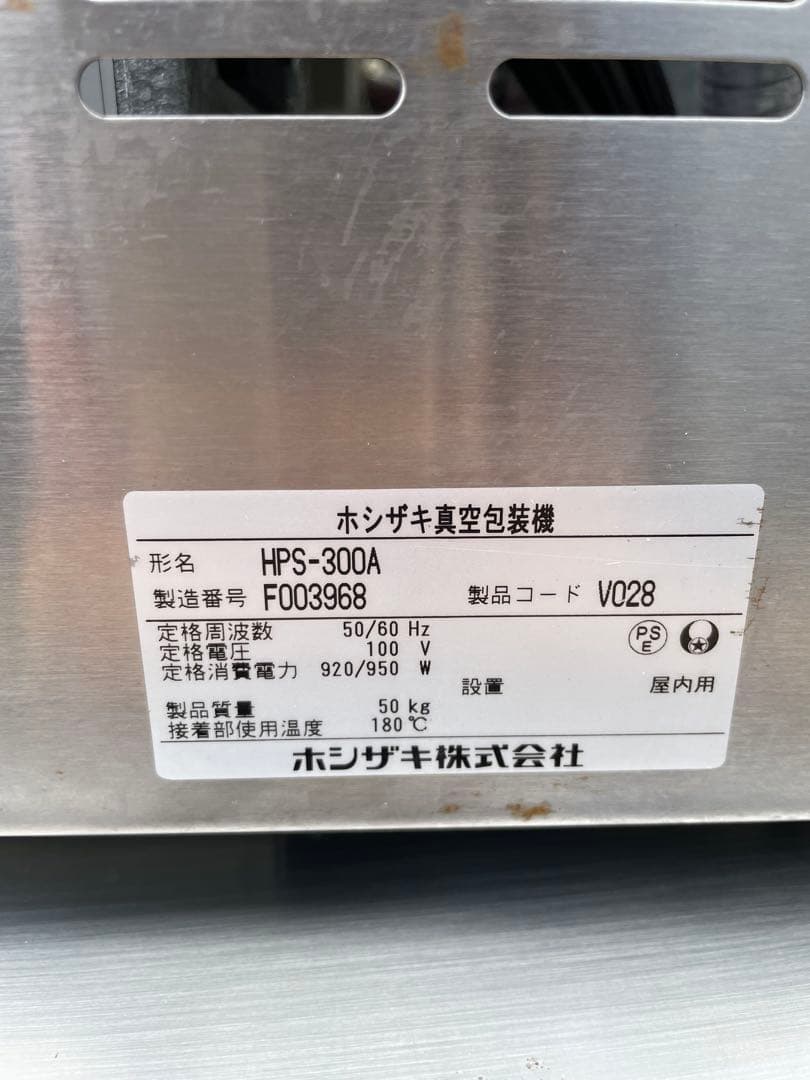 ホシザキ真空包装機
形名 HPS-300A
製造番号 F003968 製品コード V028
定格周波数 50/60 Hz
定格電圧 100 V
定格消費電力 920/950 W
PS E
設置 屋内用
製品質量 50 kg
接着部使用温度 180℃
ホシザキ株式会社